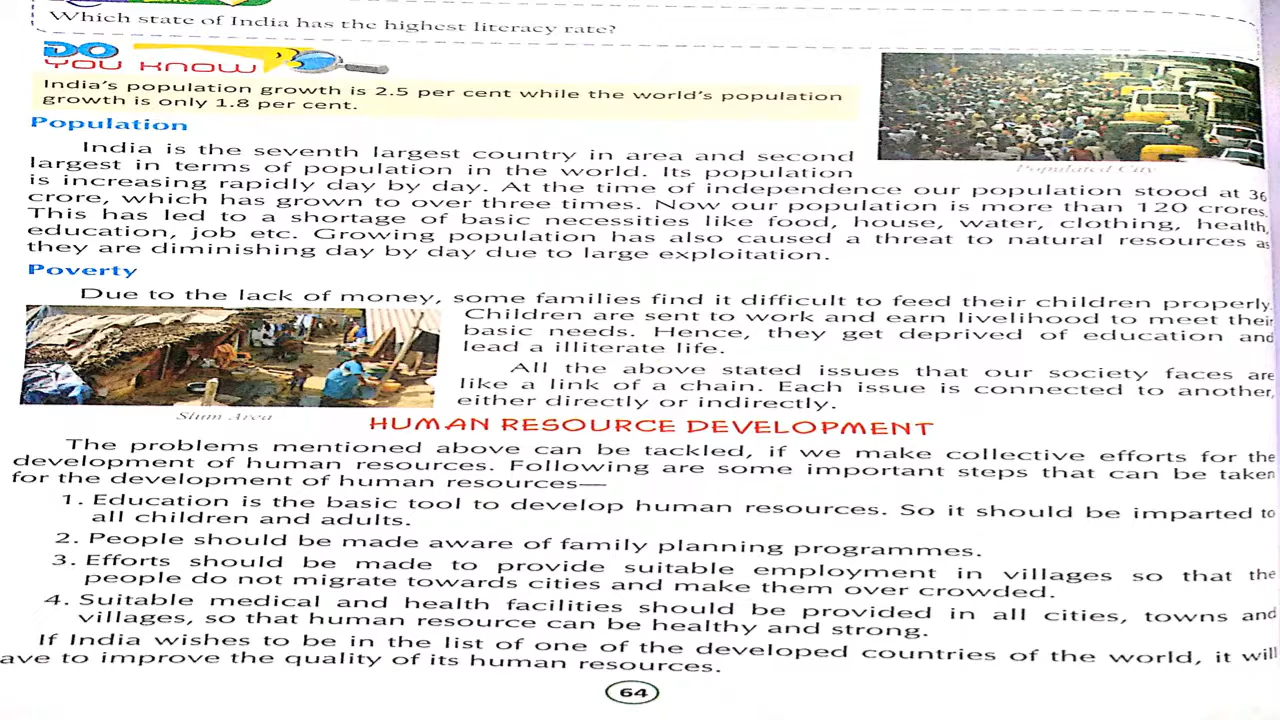 Which state of India has the highest literacy rate?
DO
YOU KNOW
India's population growth is 2.5 per cent while the world's population
growth is only 1.8 per cent.
Population
India is the seventh largest country in area and second
largest in terms of population in the world. Its population
is increasing rapidly day by day. At the time of independence our population stood at 36
crore, which has grown to over three times. Now our population is more than 120 crores.
This has led to a shortage of basic necessities like food, house, water, clothing, health,
education, job etc. Growing population has also caused a threat to natural resources as
they are diminishing day by day due to large exploitation.
Populated City
Poverty
Due to the lack of money, some families find it difficult to feed their children properly.
Children are sent to work and earn livelihood to meet their
basic needs. Hence, they get deprived of education and
lead a illiterate life.
All the above stated issues that our society faces are
like a link of a chain. Each issue is connected to another,
either directly or indirectly.
Slum Area
HUMAN RESOURCE DEVELOPMENT
The problems mentioned above can be tackled, if we make collective efforts for the
development of human resources. Following are some important steps that can be taken
for the development of human resources—
1. Education is the basic tool to develop human resources. So it should be imparted to
all children and adults.
2. People should be made aware of family planning programmes.
3. Efforts should be made to provide suitable employment in villages so that the
people do not migrate towards cities and make them over crowded.
4. Suitable medical and health facilities should be provided in all cities, towns and
villages, so that human resource can be healthy and strong.
If India wishes to be in the list of one of the developed countries of the world, it will
ave to improve the quality of its human resources.
64